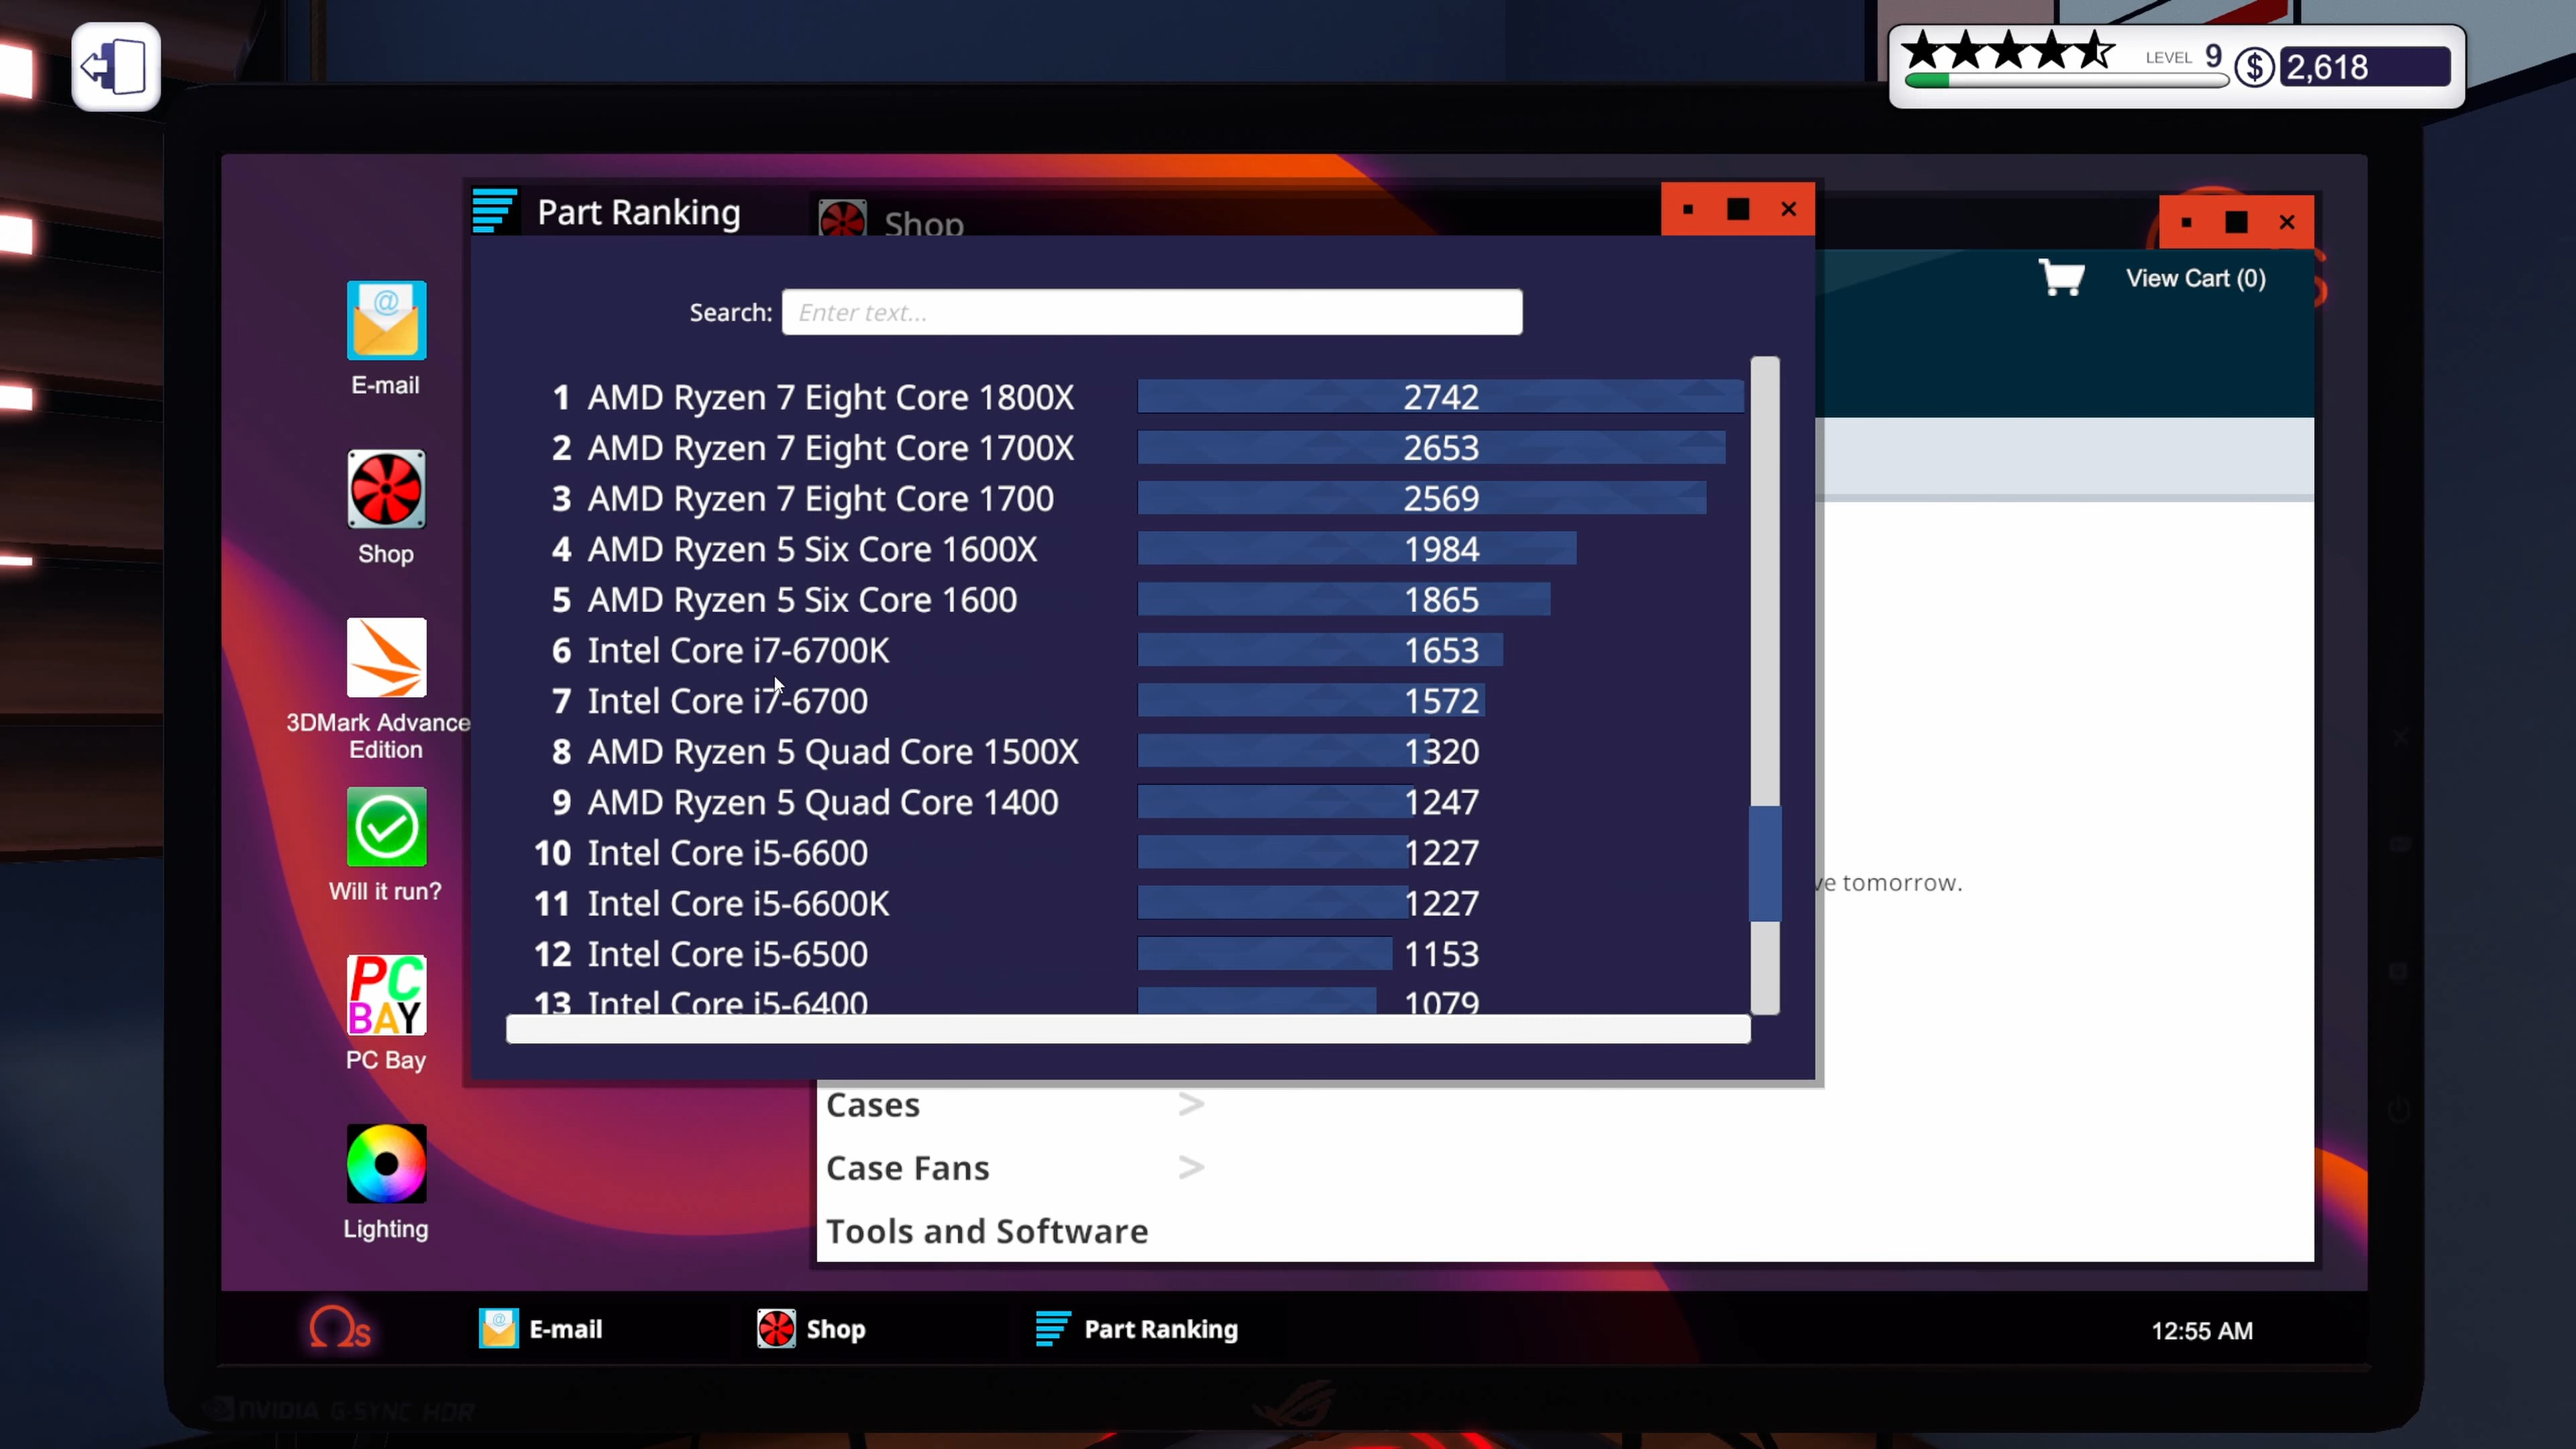 LEVEL 9 $ 2,618
Part Ranking
Shop
View Cart (0)
Search: Enter text...
1 AMD Ryzen 7 Eight Core 1800X 2742
2 AMD Ryzen 7 Eight Core 1700X 2653
3 AMD Ryzen 7 Eight Core 1700 2569
4 AMD Ryzen 5 Six Core 1600X 1984
5 AMD Ryzen 5 Six Core 1600 1865
6 Intel Core i7-6700K 1653
7 Intel Core i7-6700 1572
8 AMD Ryzen 5 Quad Core 1500X 1320
9 AMD Ryzen 5 Quad Core 1400 1247
10 Intel Core i5-6600 1227
11 Intel Core i5-6600K 1227
12 Intel Core i5-6500 1153
13 Intel Core i5-6400 1079
E-mail
Shop
3DMark Advance
Edition
Will it run?
PC
BAY
PC Bay
Lighting
ve tomorrow.
Cases >
Case Fans >
Tools and Software
Ωs E-mail Shop Part Ranking 12:55 AM
NVIDIA G-SYNC HDR